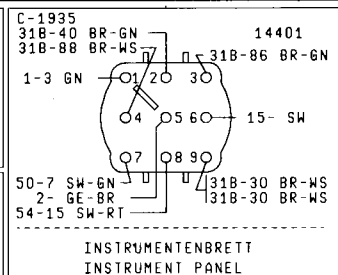 C-1935
31B-40 BR-GN 14401
31B-88 BR-WS
31B-86 BR-GN
1-3 GN
1 2 3
4 5 6 15- SW
7 8 9
50-7 SW-GN 31B-30 BR-WS
2- GE-BR 31B-30 BR-WS
54-15 SW-RT
INSTRUMENTENBRETT
INSTRUMENT PANEL